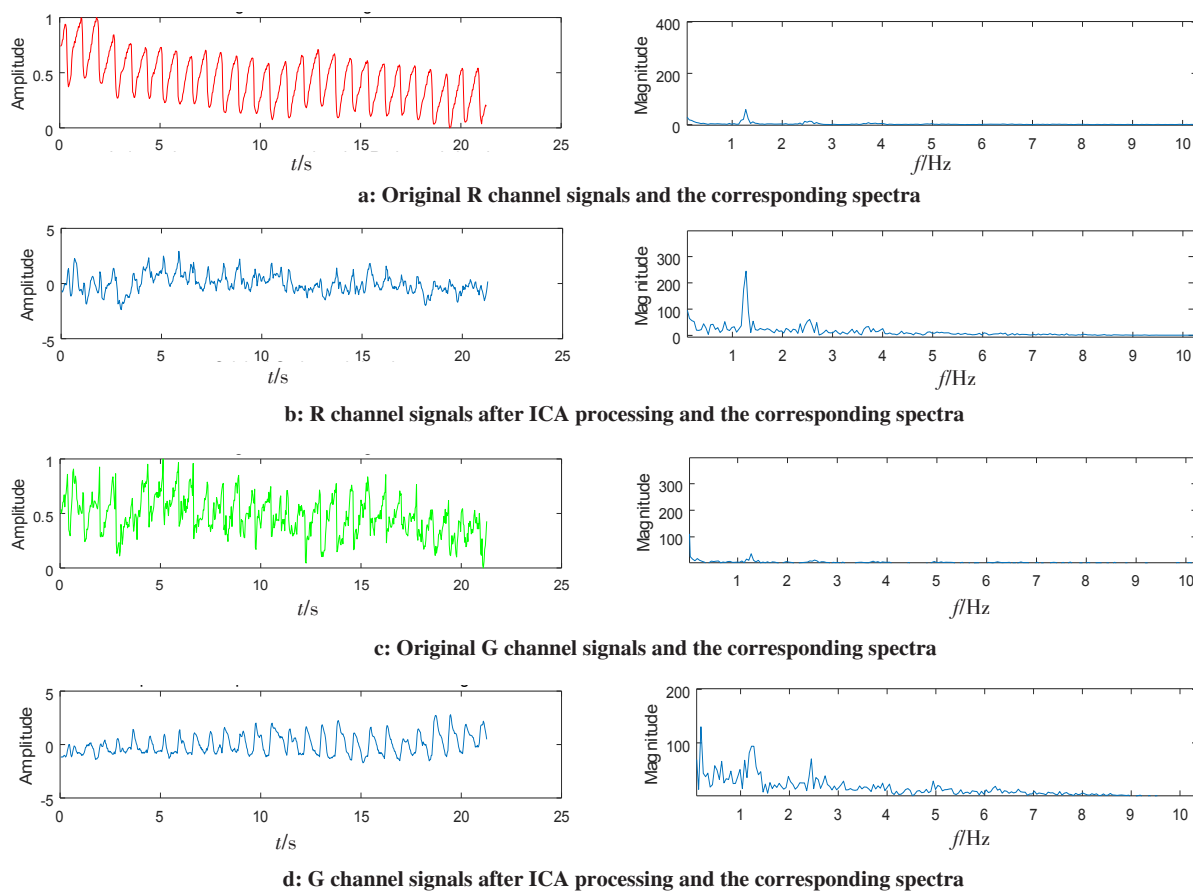 1
0.5
0
Amplitude
0 5 10 15 20 25
t/s
400
300
200
100
0
Magnitude
1 2 3 4 5 6 7 8 9 10
f/Hz
a: Original R channel signals and the corresponding spectra
5
0
-5
Amplitude
0 5 10 15 20 25
t/s
300
200
100
0
Magnitude
1 2 3 4 5 6 7 8 9 10
f/Hz
b: R channel signals after ICA processing and the corresponding spectra
1
0.5
0
Amplitude
0 5 10 15 20 25
t/s
300
200
100
Magnitude
1 2 3 4 5 6 7 8 9 10
f/Hz
c: Original G channel signals and the corresponding spectra
5
0
-5
Amplitude
0 5 10 15 20 25
t/s
200
100
Magnitude
1 2 3 4 5 6 7 8 9 10
f/Hz
d: G channel signals after ICA processing and the corresponding spectra